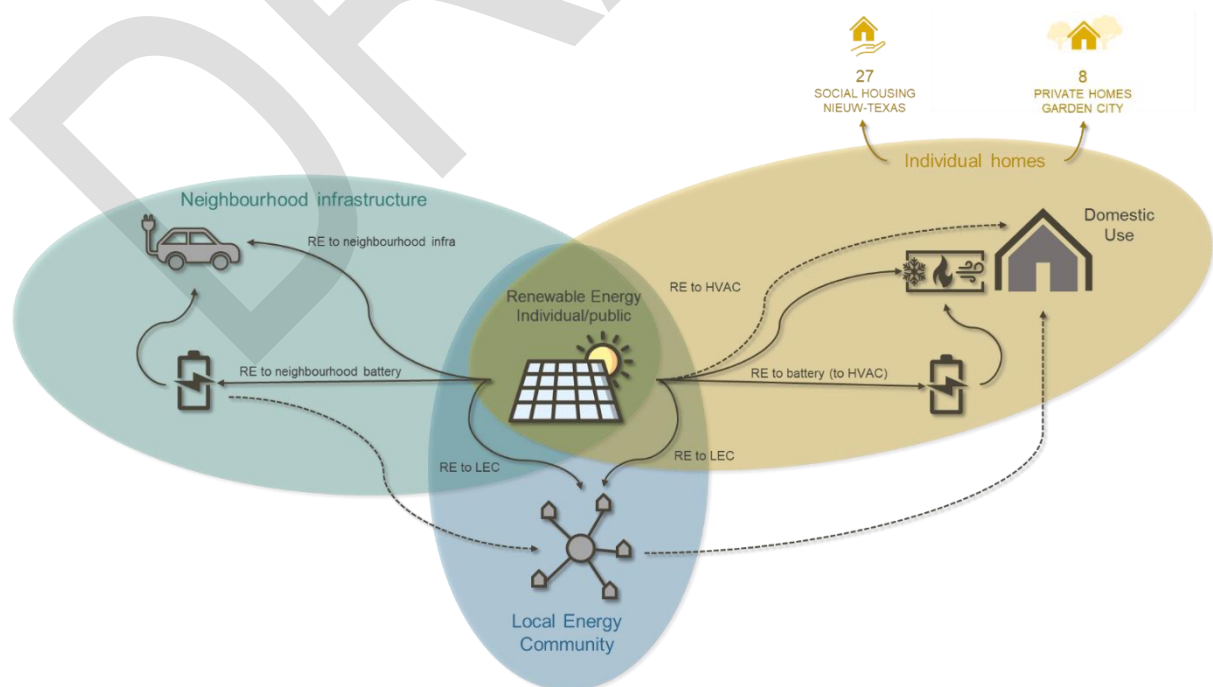 27
SOCIAL HOUSING
NIEUW-TEXAS
8
PRIVATE HOMES
GARDEN CITY
Individual homes
Neighbourhood infrastructure
Domestic
Use
RE to neighbourhood infra
RE to HVAC
Renewable Energy
Individual/public
RE to neighbourhood battery
RE to battery (to HVAC)
RE to LEC
RE to LEC
Local Energy
Community